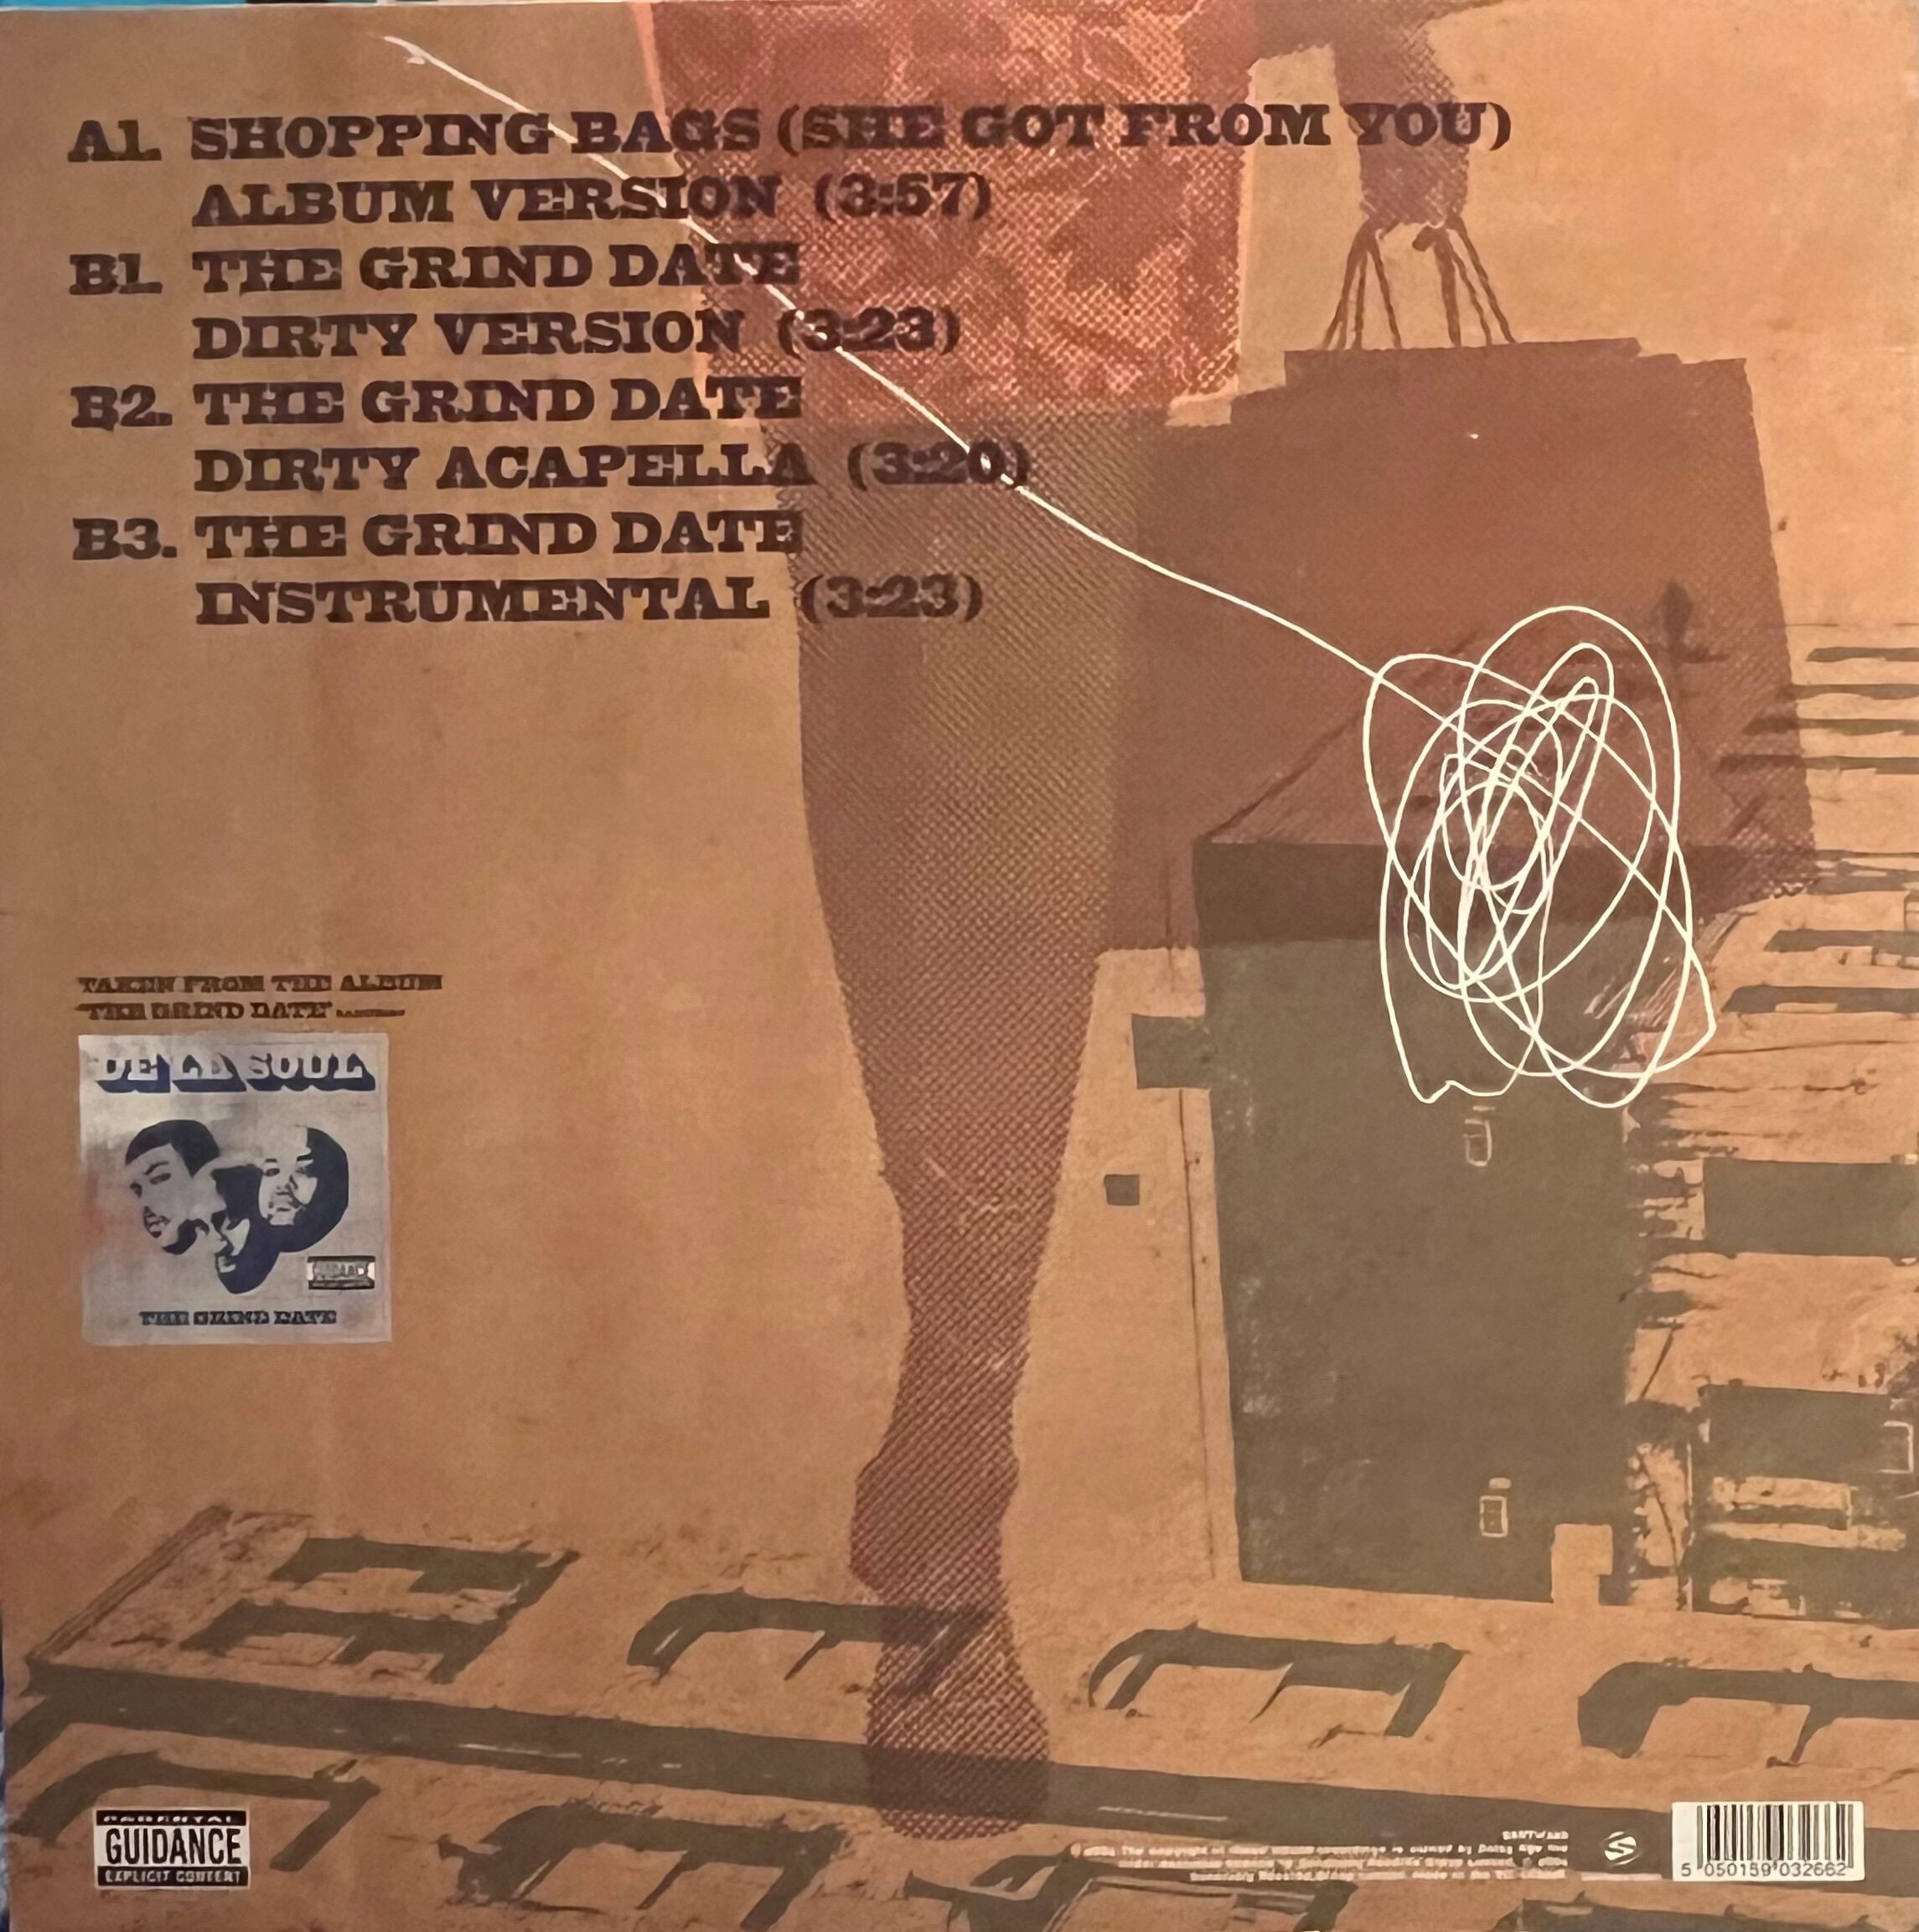 A1. SHOPPING BAGS (SHE GOT FROM YOU)
ALBUM VERSION (3:57)
B1. THE GRIND DATE
DIRTY VERSION (3:23)
B2. THE GRIND DATE
DIRTY ACAPELLA (3:20)
B3. THE GRIND DATE
INSTRUMENTAL (3:23)
TAKEN FROM THE ALBUM
'THE GRIND DATE'
DE LA SOUL
GUIDANCE
THE GRIND DATE
PARENTAL
GUIDANCE
EXPLICIT CONTENT
5 050159 032662